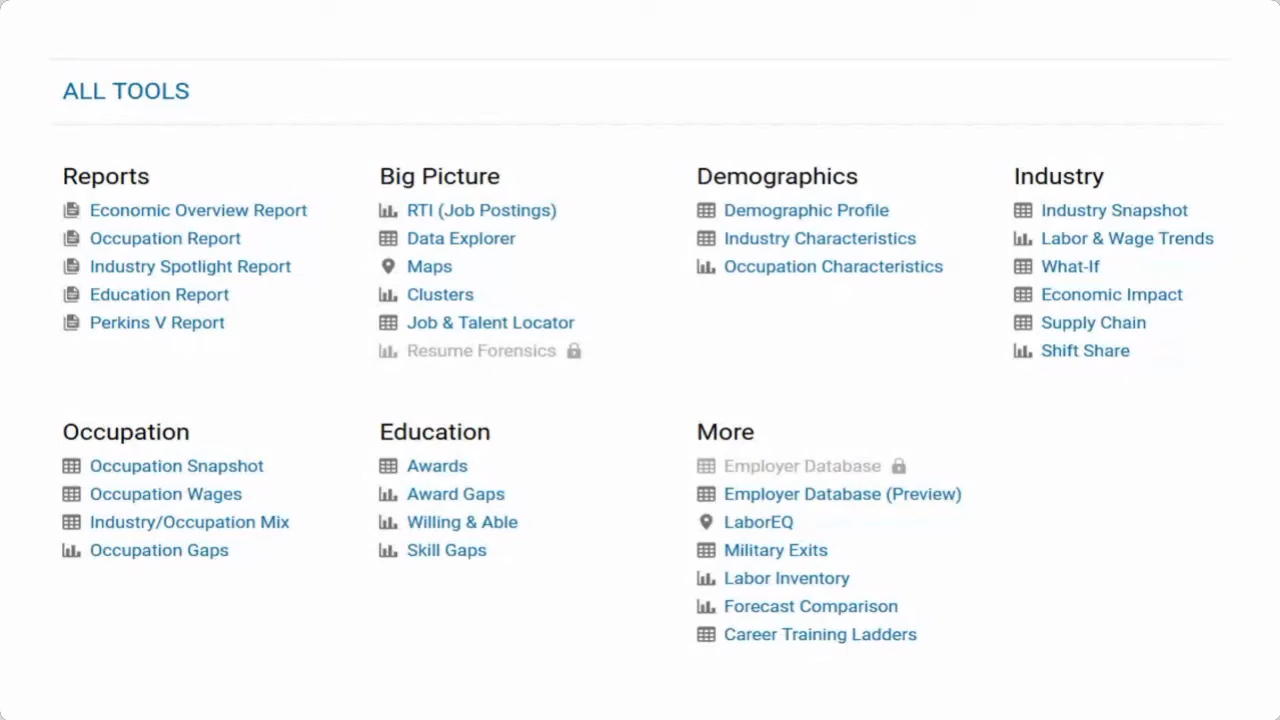 ALL TOOLS
Reports
Economic Overview Report
Occupation Report
Industry Spotlight Report
Education Report
Perkins V Report
Big Picture
RTI (Job Postings)
Data Explorer
Maps
Clusters
Job & Talent Locator
Resume Forensics
Demographics
Demographic Profile
Industry Characteristics
Occupation Characteristics
Industry
Industry Snapshot
Labor & Wage Trends
What-If
Economic Impact
Supply Chain
Shift Share
Occupation
Occupation Snapshot
Occupation Wages
Industry/Occupation Mix
Occupation Gaps
Education
Awards
Award Gaps
Willing & Able
Skill Gaps
More
Employer Database
Employer Database (Preview)
LaborEQ
Military Exits
Labor Inventory
Forecast Comparison
Career Training Ladders